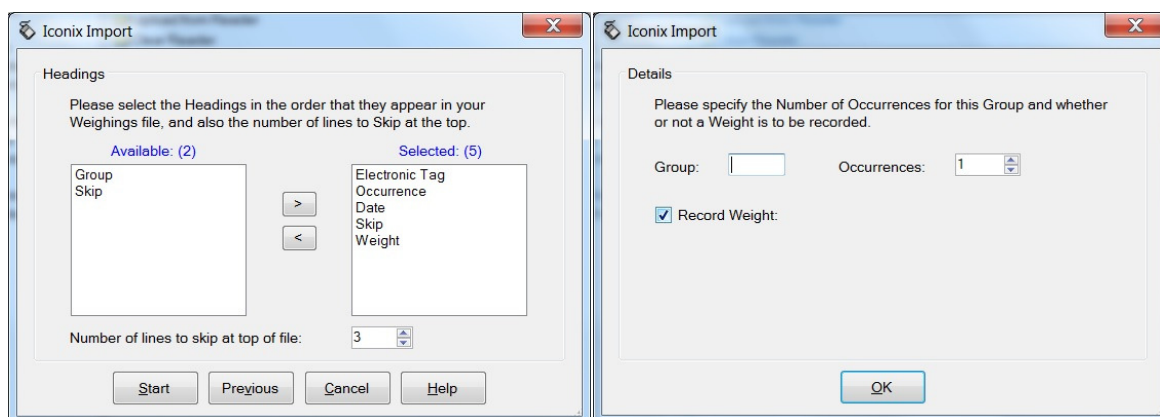 Iconix Import
Headings
Please select the Headings in the order that they appear in your
Weighings file, and also the number of lines to Skip at the top.
Available: (2)
Selected: (5)
Group
Skip
>
<
Electronic Tag
Occurrence
Date
Skip
Weight
Number of lines to skip at top of file:
3
Start
Previous
Cancel
Help
Iconix Import
Details
Please specify the Number of Occurrences for this Group and whether
or not a Weight is to be recorded.
Group:
Occurrences:
1
Record Weight:
OK